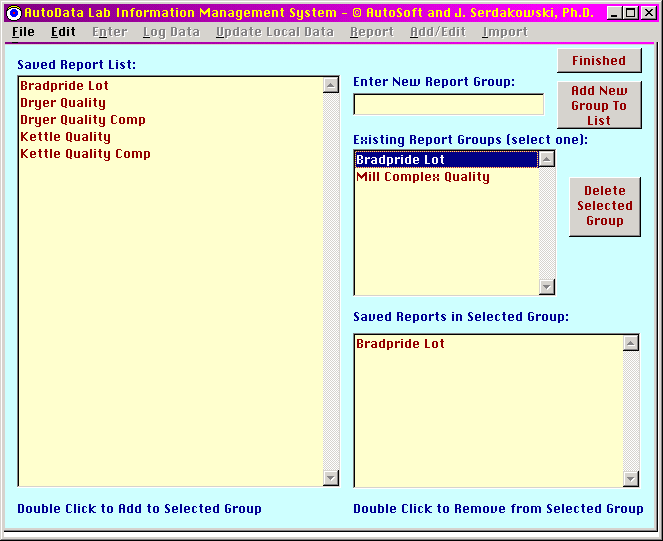 AutoData Lab Information Management System - © AutoSoft and J. Serdakowski, Ph.D.
File Edit Enter Log Data Update Local Data Report Add/Edit Import
Saved Report List:
Bradpride Lot
Dryer Quality
Dryer Quality Comp
Kettle Quality
Kettle Quality Comp
Double Click to Add to Selected Group
Enter New Report Group:
Finished
Add New
Group To
List
Existing Report Groups (select one):
Bradpride Lot
Mill Complex Quality
Delete
Selected
Group
Saved Reports in Selected Group:
Bradpride Lot
Double Click to Remove from Selected Group